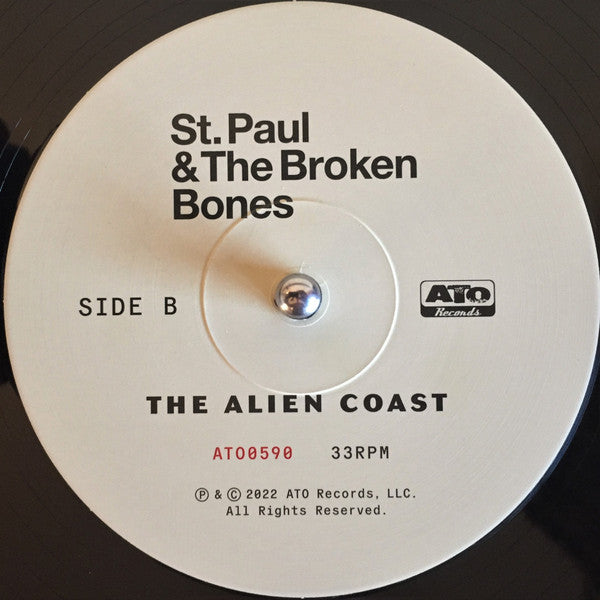 St. Paul
& The Broken
Bones
SIDE B
ATO
Records
THE ALIEN COAST
ATO0590 33RPM
℗ & © 2022 ATO Records, LLC.
All Rights Reserved.